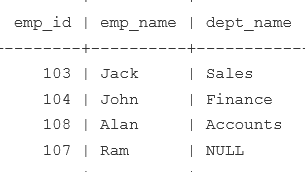 emp_id | emp_name | dept_name
---------+----------+-----------
103 | Jack | Sales
104 | John | Finance
108 | Alan | Accounts
107 | Ram | NULL